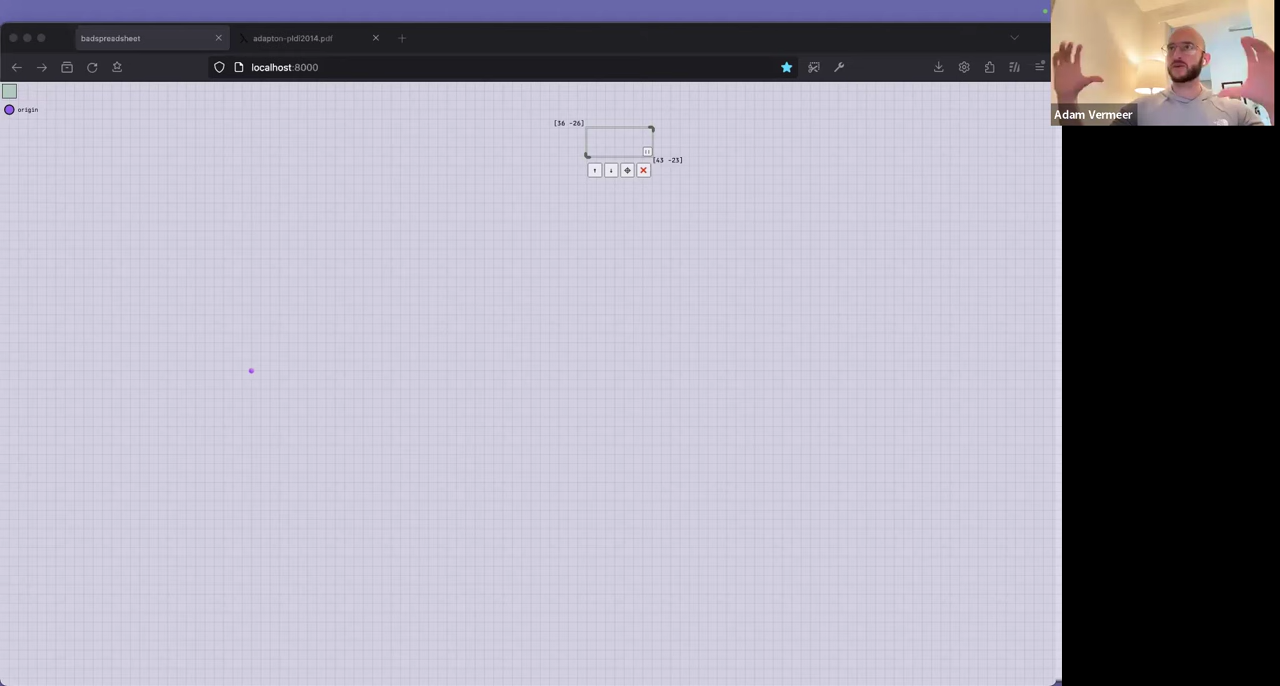 badspreadsheet
adapton-pldi2014.pdf
localhost:8000
origin
[36 -26]
[43 -23]
Adam Vermeer